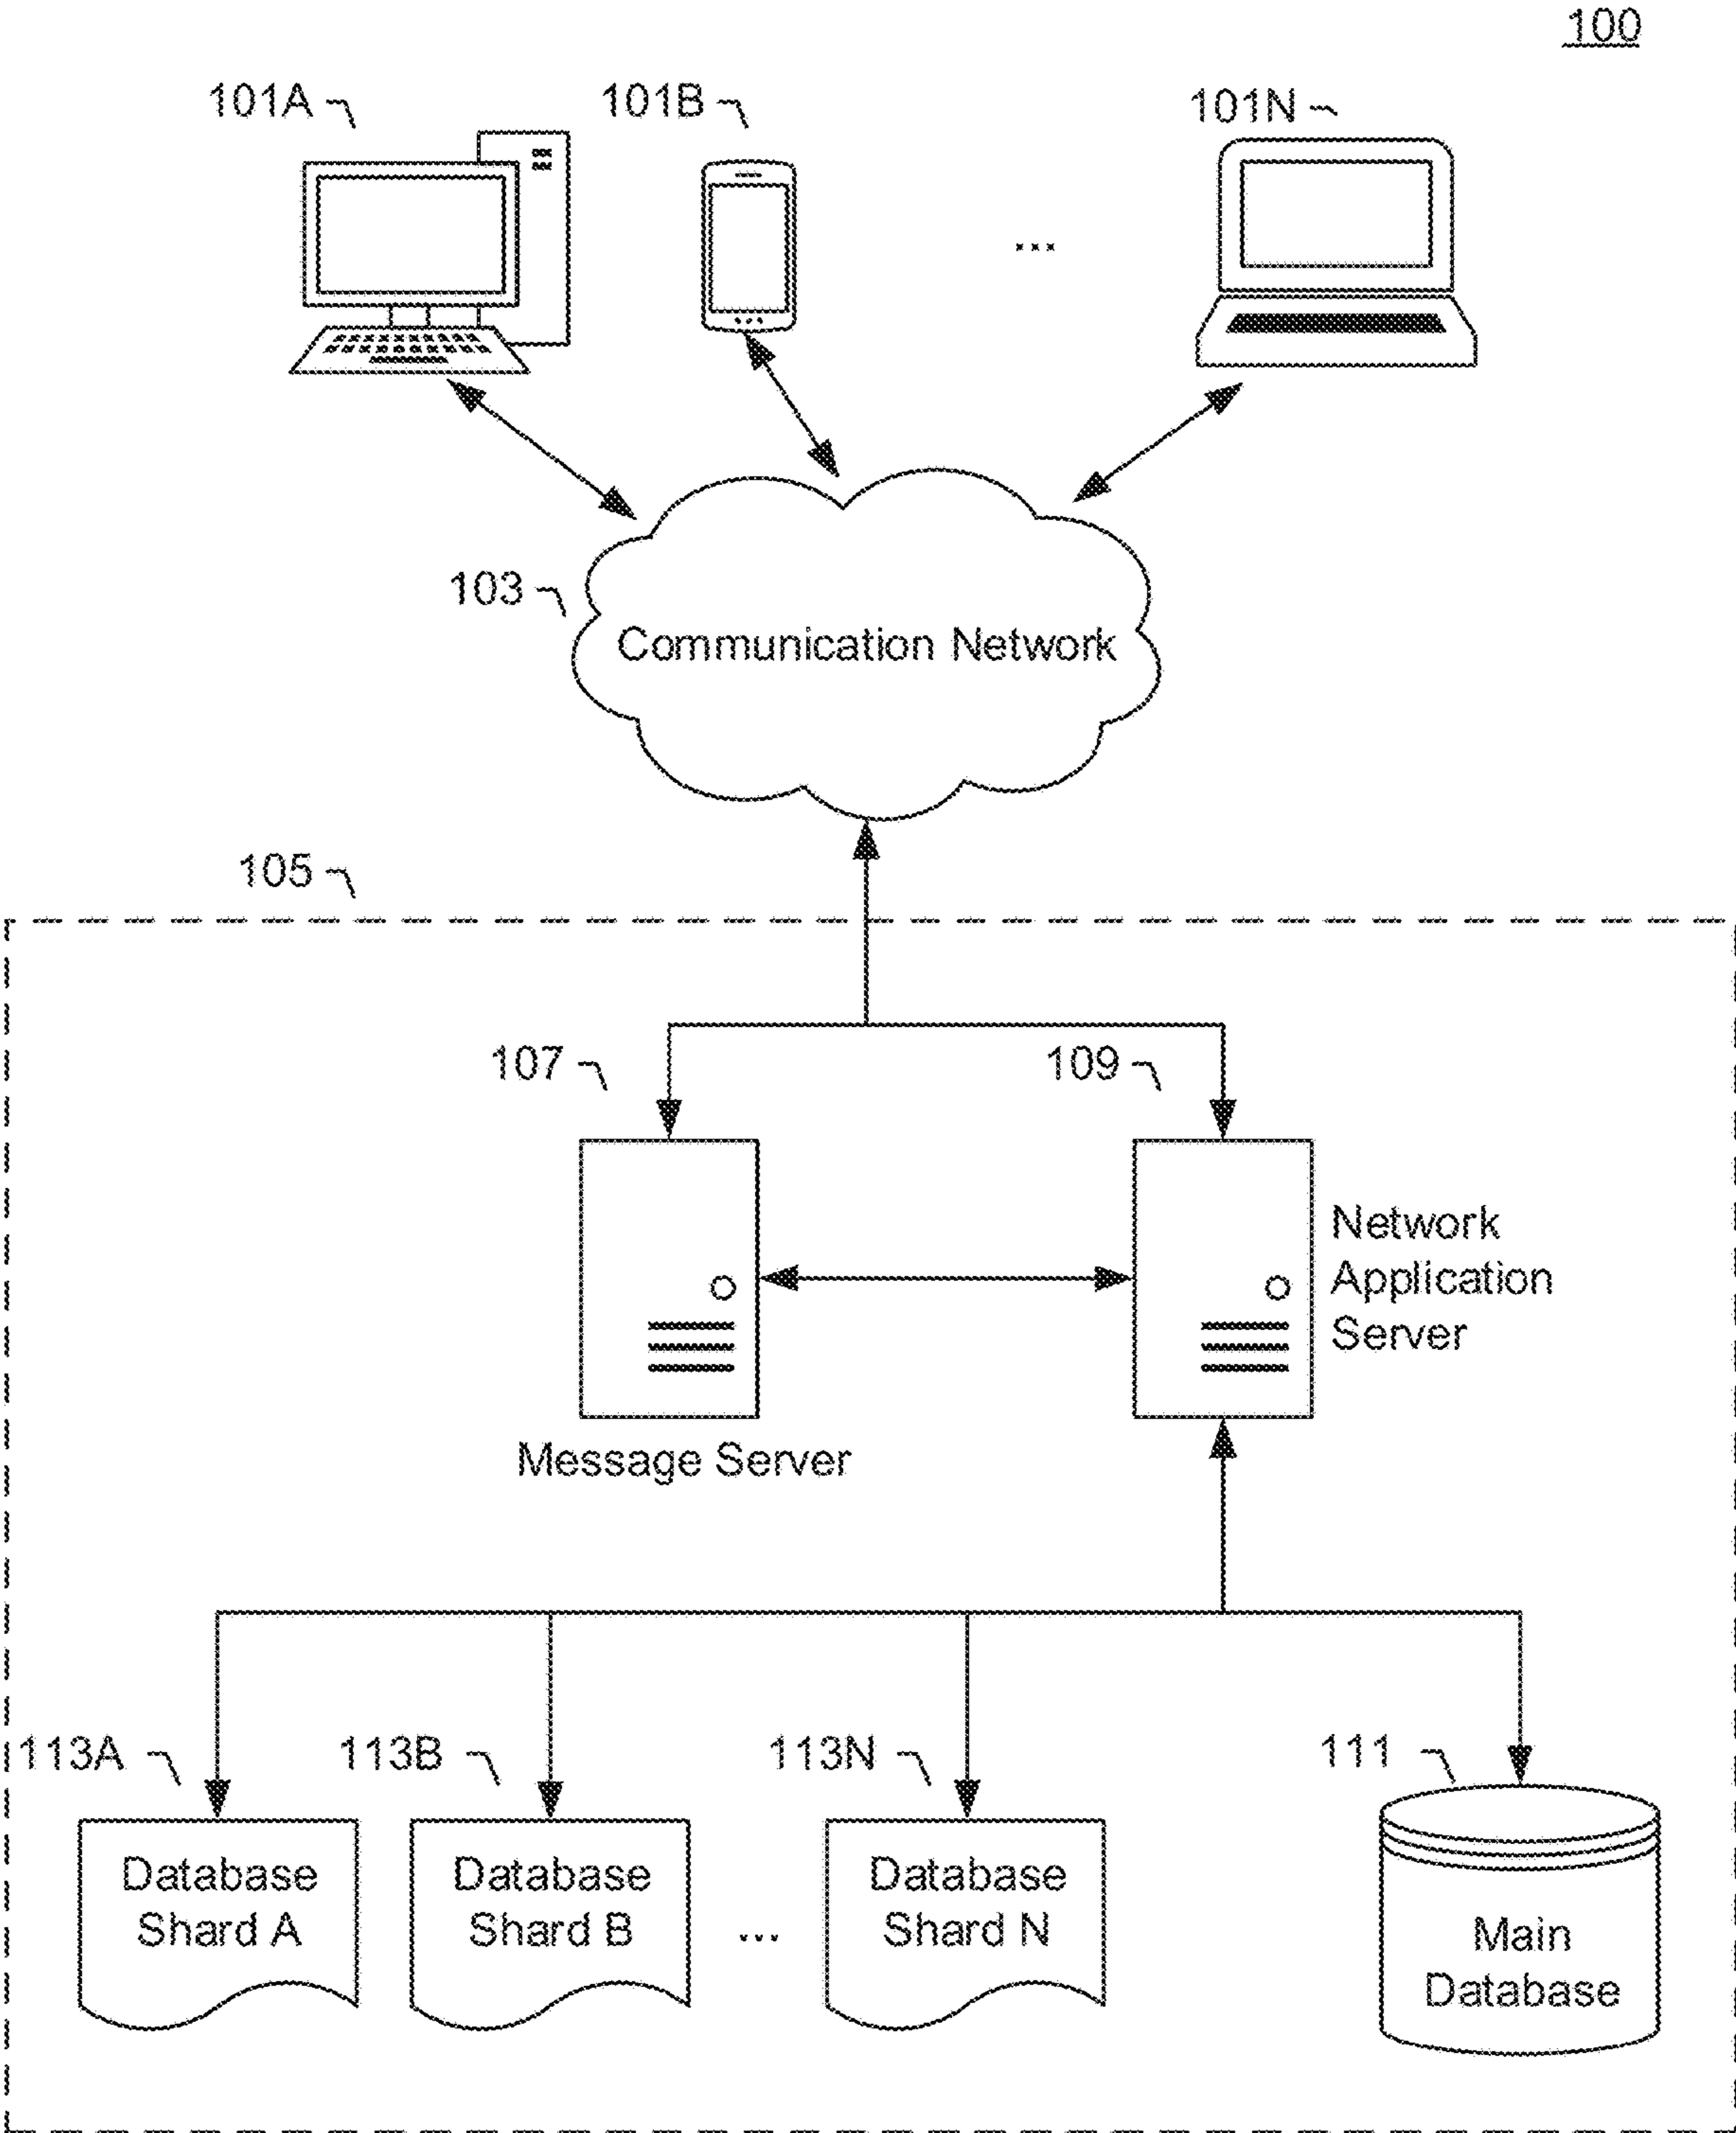 100
101A
101B
101N
...
103
Communication Network
105
107
109
Network
Application
Server
Message Server
113A
113B
113N
111
Database
Shard A
Database
Shard B
...
Database
Shard N
Main
Database